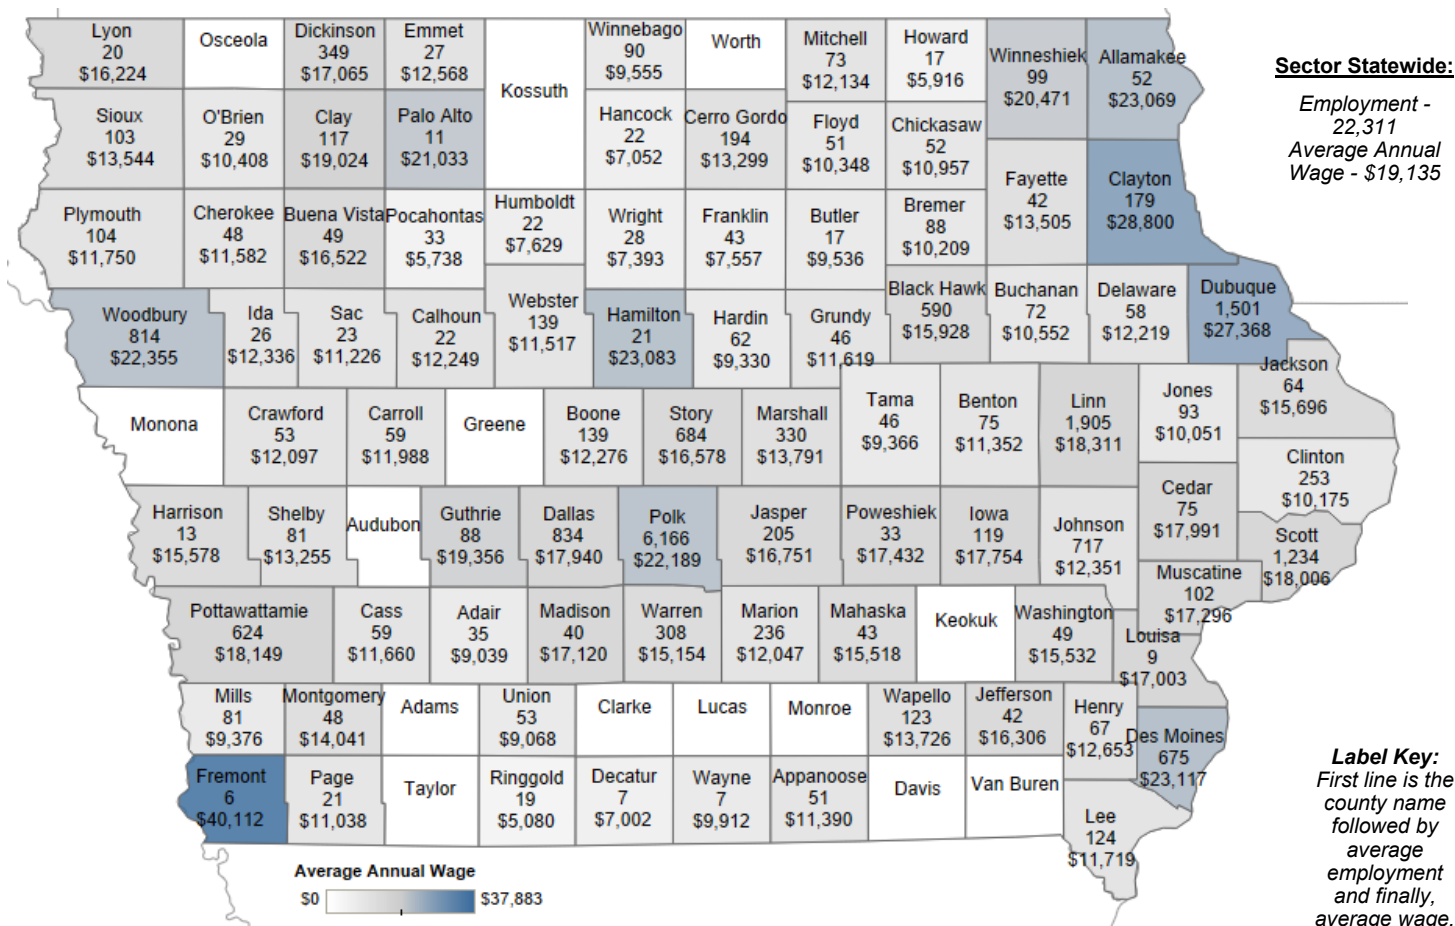 Lyon
20
$16,224
Osceola
Dickinson
349
$17,065
Emmet
27
$12,568
Kossuth
Winnebago
90
$9,555
Worth
Mitchell
73
$12,134
Howard
17
$5,916
Winneshiek
99
$20,471
Allamakee
52
$23,069
Sector Statewide:
Employment -
22,311
Average Annual
Wage - $19,135
Sioux
103
$13,544
O'Brien
29
$10,408
Clay
117
$19,024
Palo Alto
11
$21,033
Hancock
22
$7,052
Cerro Gordo
194
$13,299
Floyd
51
$10,348
Chickasaw
52
$10,957
Fayette
42
$13,505
Clayton
179
$28,800
Plymouth
104
$11,750
Cherokee
48
$11,582
Buena Vista
49
$16,522
Pocahontas
33
$5,738
Humboldt
22
$7,629
Wright
28
$7,393
Franklin
43
$7,557
Butler
17
$9,536
Bremer
88
$10,209
Woodbury
814
$22,355
Ida
26
$12,336
Sac
23
$11,226
Calhoun
22
$12,249
Webster
139
$11,517
Hamilton
21
$23,083
Hardin
62
$9,330
Grundy
46
$11,619
Black Hawk
590
$15,928
Buchanan
72
$10,552
Delaware
58
$12,219
Dubuque
1,501
$27,368
Jackson
64
$15,696
Monona
Crawford
53
$12,097
Carroll
59
$11,988
Greene
Boone
139
$12,276
Story
684
$16,578
Marshall
330
$13,791
Tama
46
$9,366
Benton
75
$11,352
Linn
1,905
$18,311
Jones
93
$10,051
Clinton
253
$10,175
Harrison
13
$15,578
Shelby
81
$13,255
Audubon
Guthrie
88
$19,356
Dallas
834
$17,940
Polk
6,166
$22,189
Jasper
205
$16,751
Poweshiek
33
$17,432
Iowa
119
$17,754
Johnson
717
$12,351
Cedar
75
$17,991
Scott
1,234
$18,006
Muscatine
102
$17,296
Pottawattamie
624
$18,149
Cass
59
$11,660
Adair
35
$9,039
Madison
40
$17,120
Warren
308
$15,154
Marion
236
$12,047
Mahaska
43
$15,518
Keokuk
Washington
49
$15,532
Louisa
9
$17,003
Mills
81
$9,376
Montgomery
48
$14,041
Adams
Union
53
$9,068
Clarke
Lucas
Monroe
Wapello
123
$13,726
Jefferson
42
$16,306
Henry
67
$12,653
Des Moines
675
$23,117
Fremont
6
$40,112
Page
21
$11,038
Taylor
Ringgold
19
$5,080
Decatur
7
$7,002
Wayne
7
$9,912
Appanoose
51
$11,390
Davis
Van Buren
Lee
124
$11,719
Label Key:
First line is the
county name
followed by
average
employment
and finally,
average wage.
Average Annual Wage
$0
$37,883